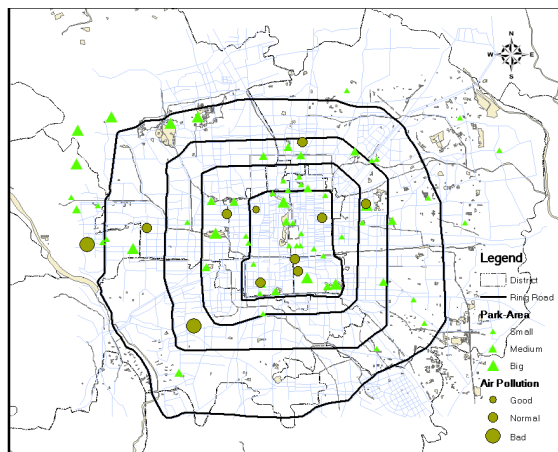 N
W E
S
Legend
District
Ring Road
Park-Area
Small
Medium
Big
Air Pollution
Good
Normal
Bad